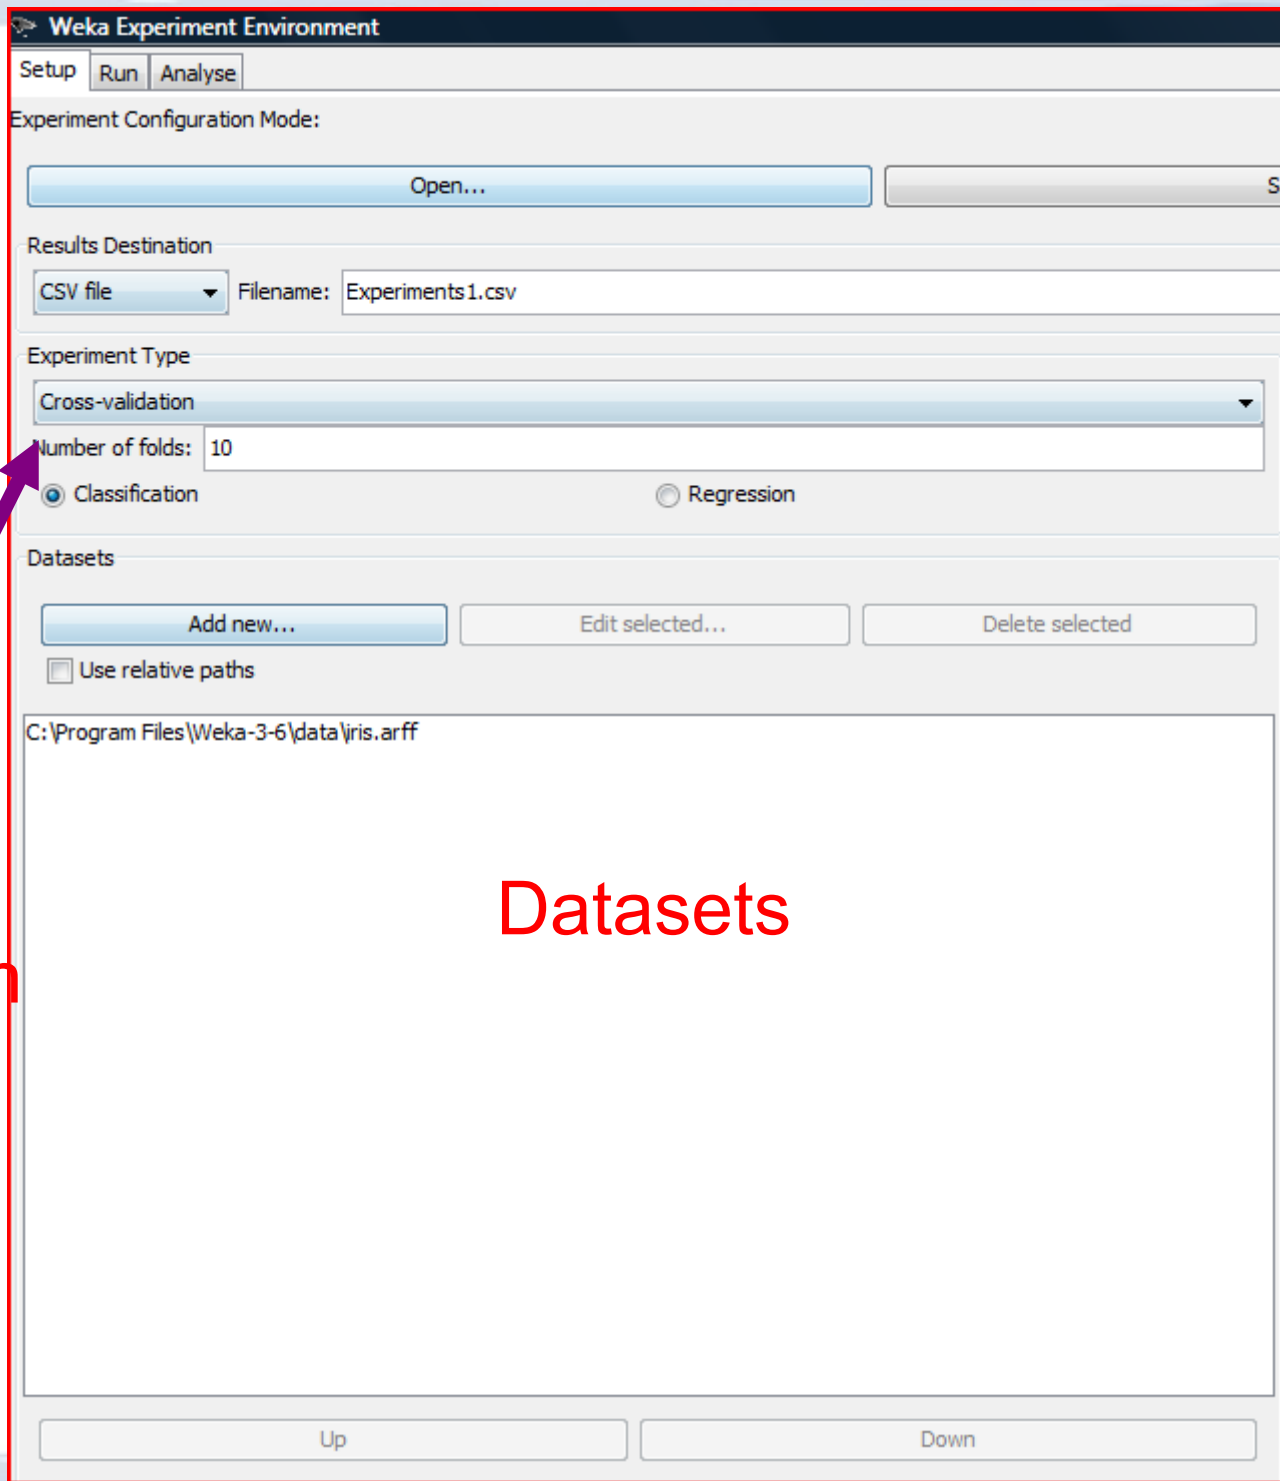 Weka Experiment Environment
Setup Run Analyse
Experiment Configuration Mode:
Open...
Results Destination
CSV file Filename: Experiments1.csv
Experiment Type
Cross-validation
Number of folds: 10
Classification Regression
Datasets
Add new... Edit selected... Delete selected
Use relative paths
C:\Program Files\Weka-3-6\data\iris.arff
Datasets
Up Down